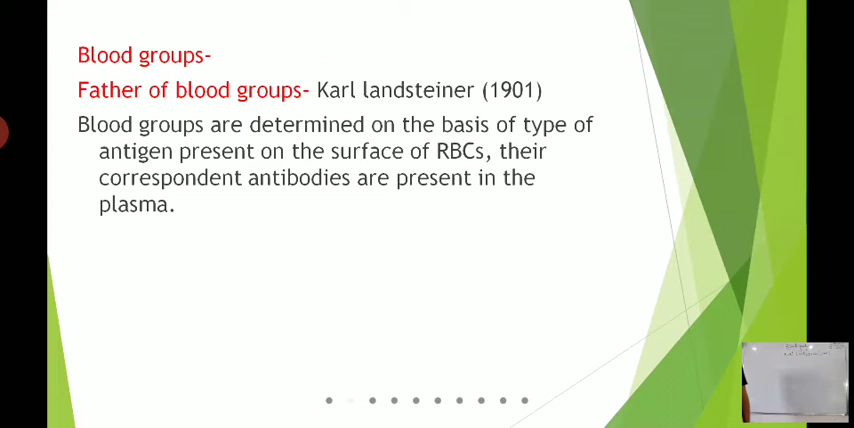 Blood groups-
Father of blood groups- Karl landsteiner (1901)
Blood groups are determined on the basis of type of
antigen present on the surface of RBCs, their
correspondent antibodies are present in the
plasma.